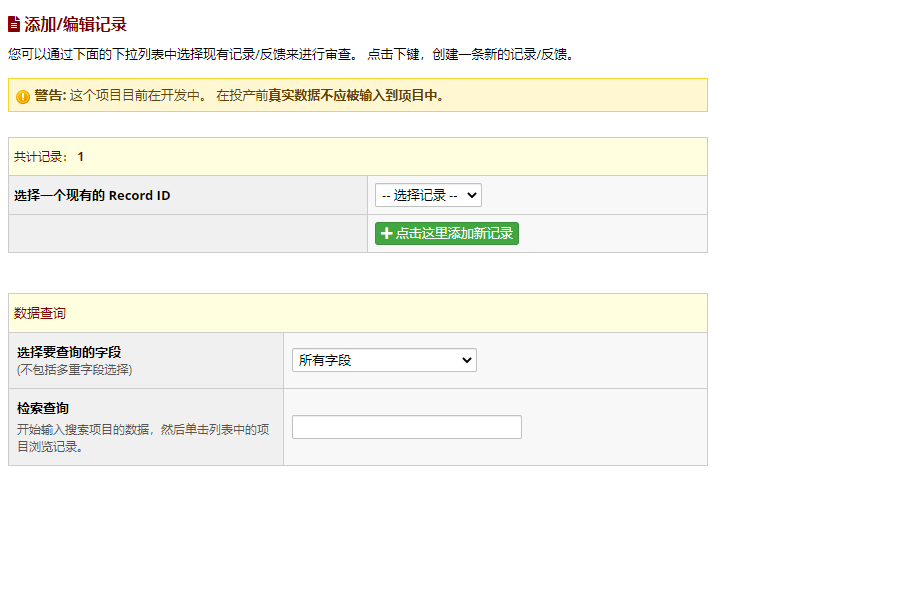 添加/编辑记录
您可以通过下面的下拉列表中选择现有记录/反馈来进行审查。 点击下键，创建一条新的记录/反馈。
警告: 这个项目目前在开发中。 在投产前真实数据不应被输入到项目中。
共计记录： 1
选择一个现有的 Record ID
-- 选择记录 --
点击这里添加新记录
数据查询
选择要查询的字段
(不包括多重字段选择)
所有字段
检索查询
开始输入搜索项目的数据，然后单击列表中的项
目浏览记录。